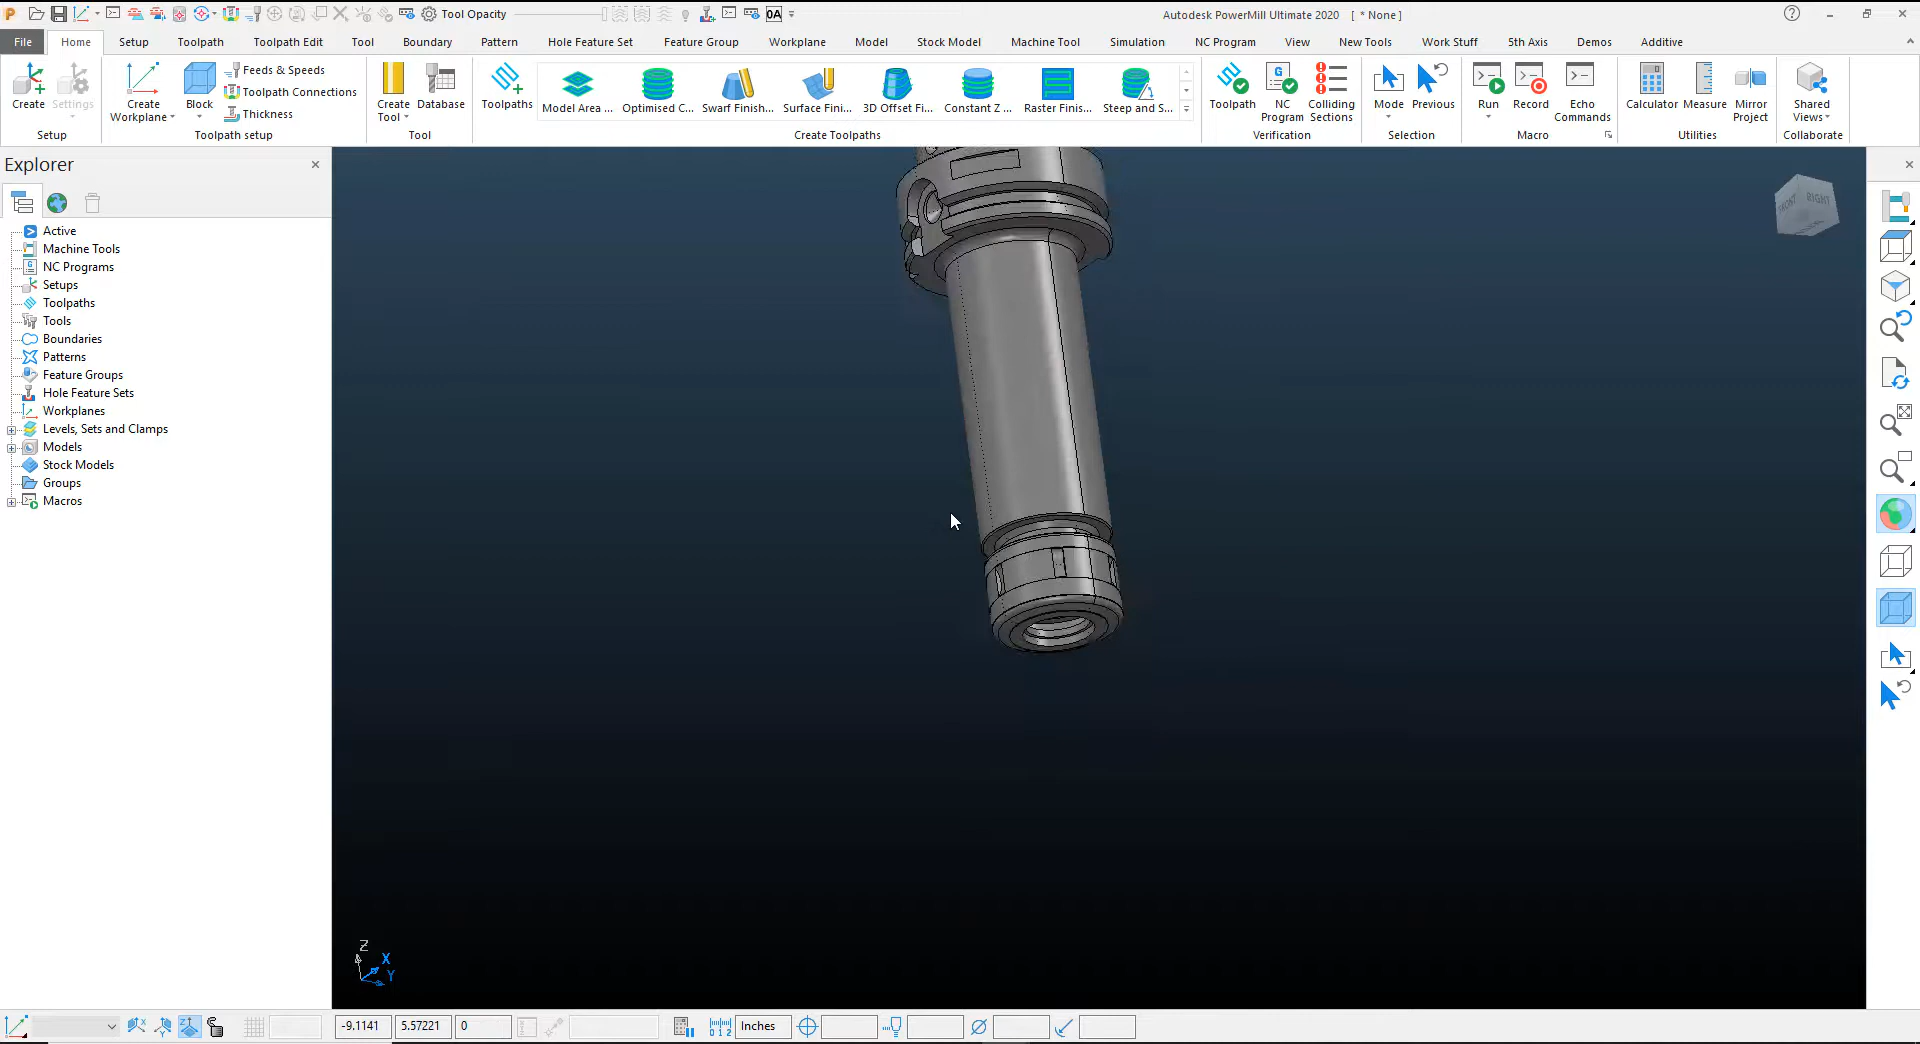 Tool Opacity
Autodesk PowerMill Ultimate 2020 [ * None ]
File Home Setup Toolpath Toolpath Edit Tool Boundary Pattern Hole Feature Set Feature Group Workplane Model Stock Model Machine Tool Simulation NC Program View New Tools Work Stuff 5th Axis Demos Additive
Create
Settings
Setup
Create Workplane
Block
Feeds & Speeds
Toolpath Connections
Thickness
Toolpath setup
Create Tool
Database
Tool
Toolpaths
Model Area ...
Optimised C...
Swarf Finish...
Surface Fini...
3D Offset Fi...
Constant Z ...
Raster Finis...
Steep and S...
Create Toolpaths
Toolpath
NC Program
Colliding Sections
Verification
Mode
Previous
Selection
Run
Record
Echo Commands
Macro
Calculator
Measure
Mirror Project
Utilities
Shared Views
Collaborate
Explorer
Active
Machine Tools
NC Programs
Setups
Toolpaths
Tools
Boundaries
Patterns
Feature Groups
Hole Feature Sets
Workplanes
Levels, Sets and Clamps
Models
Stock Models
Groups
Macros
FRONT RIGHT
Z
X
Y
-9.1141 5.57221 0 Inches